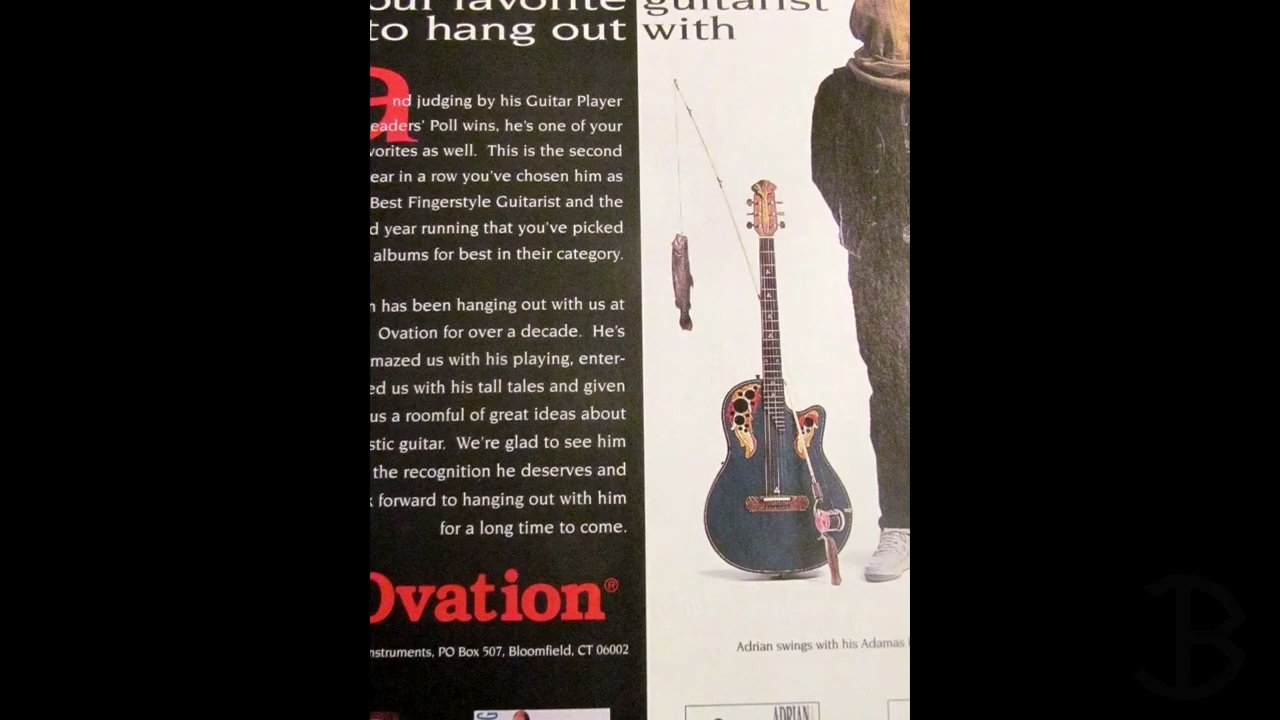 our favorite guitarist
to hang out with
and judging by his Guitar Player
eaders' Poll wins, he's one of your
vorites as well. This is the second
ear in a row you've chosen him as
Best Fingerstyle Guitarist and the
d year running that you've picked
albums for best in their category.
n has been hanging out with us at
Ovation for over a decade. He's
mazed us with his playing, enter-
ed us with his tall tales and given
us a roomful of great ideas about
stic guitar. We're glad to see him
the recognition he deserves and
k forward to hanging out with him
for a long time to come.
Ovation®
nstruments, PO Box 507, Bloomfield, CT 06002
Adrian swings with his Adamas
ADRIAN